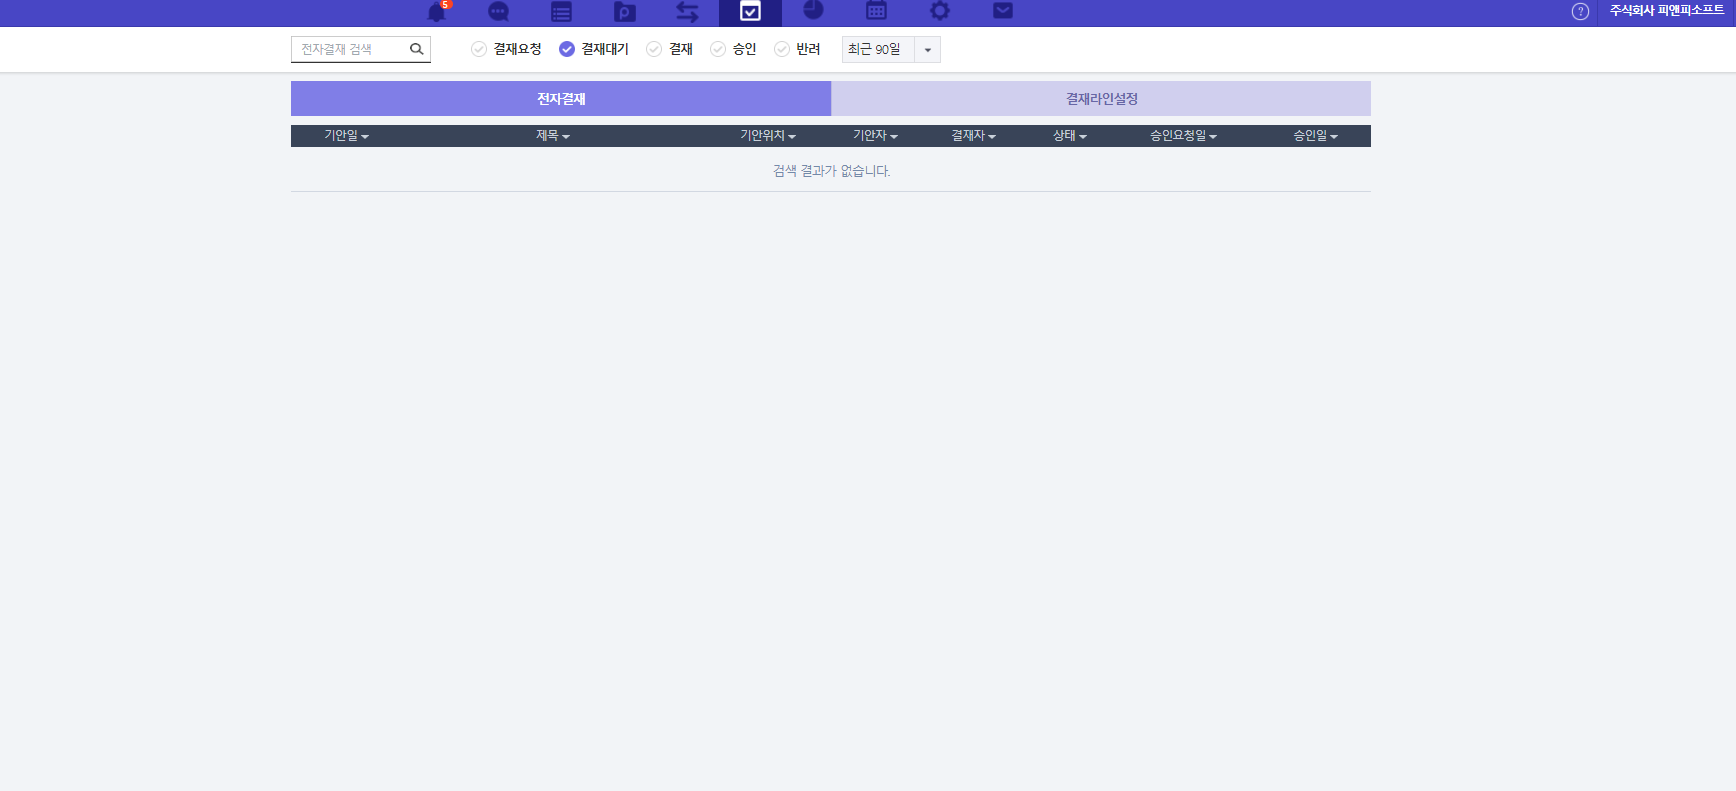 5
? 주식회사 피앤피소프트
전자결재 검색 결재요청 결재대기 결재 승인 반려 최근 90일
전자결재 결재라인설정
기안일 제목 기안위치 기안자 결재자 상태 승인요청일 승인일
검색 결과가 없습니다.